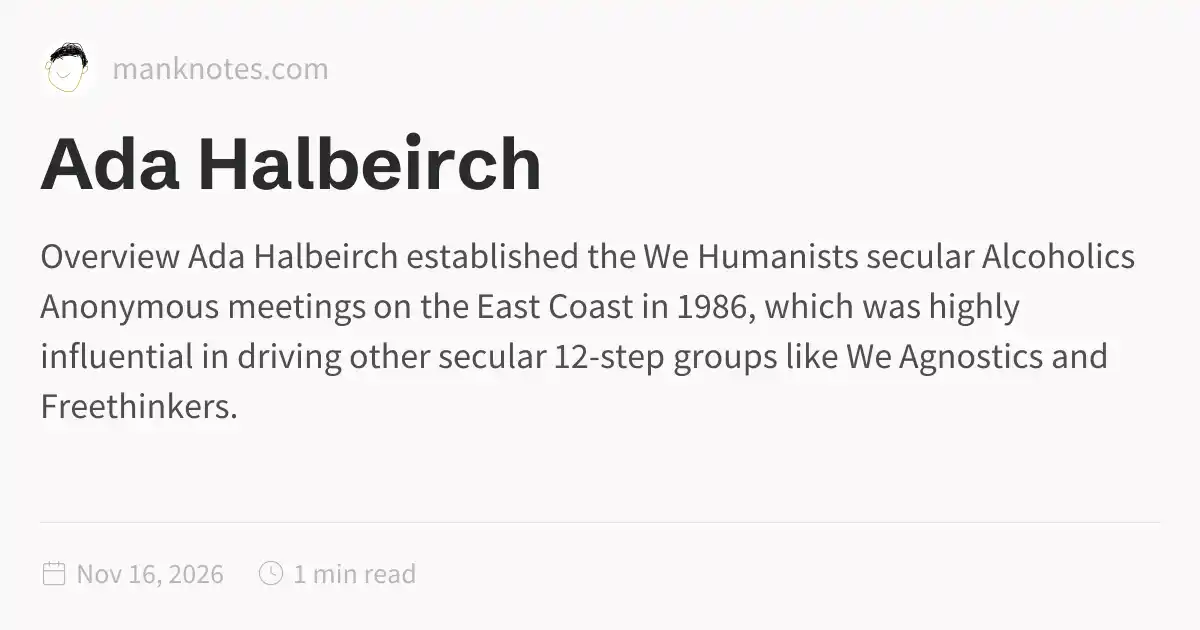 manknotes.com
Ada Halbeirch
Overview Ada Halbeirch established the We Humanists secular Alcoholics
Anonymous meetings on the East Coast in 1986, which was highly
influential in driving other secular 12-step groups like We Agnostics and
Freethinkers.
Nov 16, 2026 1 min read